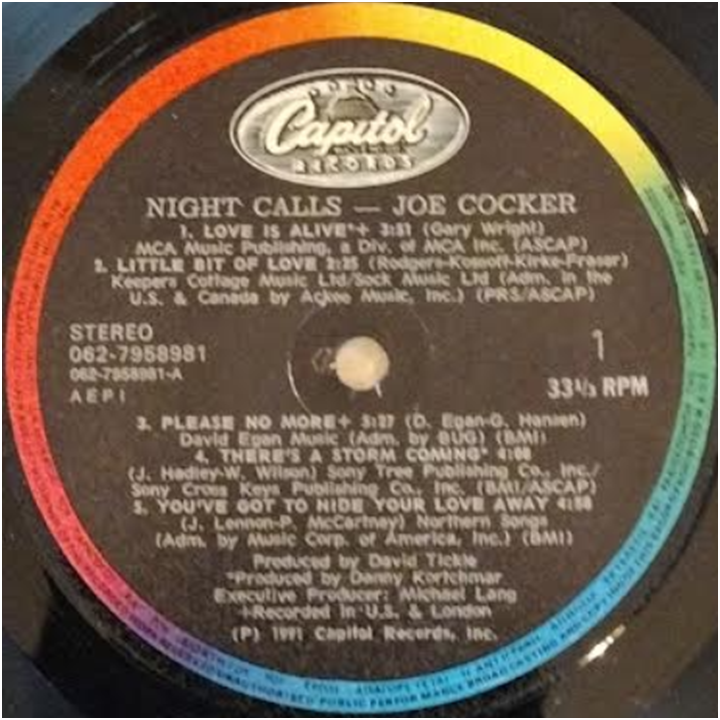 Capitol
RECORDS
NIGHT CALLS — JOE COCKER
1. LOVE IS ALIVE*+ 3:51 (Gary Wright)
MCA Music Publishing, a Div. of MCA Inc. (ASCAP)
2. LITTLE BIT OF LOVE 2:25 (Rodgers-Kossoff-Kirke-Fraser)
Keepers Cottage Music Ltd/Sock Music Ltd (Adm. in the
U.S. & Canada by Ackee Music, Inc.) (PRS/ASCAP)
STEREO
062-7958981
062-7958981-A
AEPI
1
33⅓ RPM
3. PLEASE NO MORE+ 3:27 (D. Egan-G. Hansen)
David Egan Music (Adm. by BUG) (BMI)
4. THERE'S A STORM COMING* 4:08
(J. Hadley-W. Wilson) Sony Tree Publishing Co., Inc./
Sony Cross Keys Publishing Co., Inc. (BMI/ASCAP)
5. YOU'VE GOT TO HIDE YOUR LOVE AWAY 4:58
(J. Lennon-P. McCartney) Northern Songs
(Adm. by Music Corp. of America, Inc.) (BMI)
Produced by David Tickle
*Produced by Danny Kortchmar
Executive Producer: Michael Lang
+Recorded in U.S. & London
(P) 1991 Capitol Records, Inc.